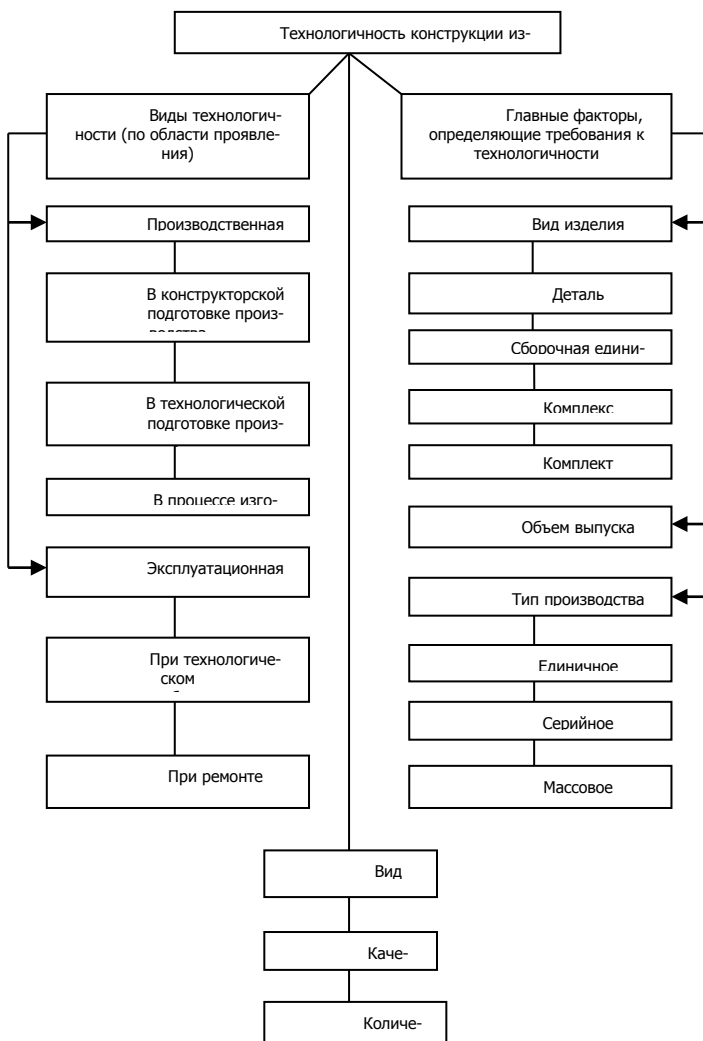 Технологичность конструкции из-
Виды технологич-
ности (по области проявле-
ния)
Главные факторы,
определяющие требования к
технологичности
Производственная
В конструкторской
подготовке произ-
водства
В технологической
подготовке произ-
В процессе изго-
Эксплуатационная
При технологиче-
ском
При ремонте
Вид изделия
Деталь
Сборочная едини-
Комплекс
Комплект
Объем выпуска
Тип производства
Единичное
Серийное
Массовое
Вид
Каче-
Количе-